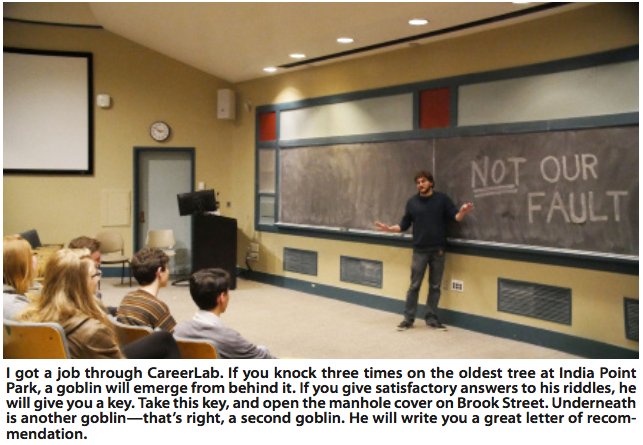 NOT OUR
FAULT
I got a job through CareerLab. If you knock three times on the oldest tree at India Point
Park, a goblin will emerge from behind it. If you give satisfactory answers to his riddles, he
will give you a key. Take this key, and open the manhole cover on Brook Street. Underneath
is another goblin—that's right, a second goblin. He will write you a great letter of recom-
mendation.